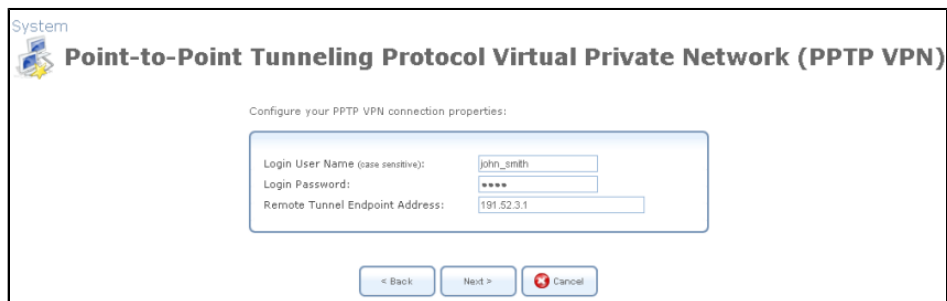 System
Point-to-Point Tunneling Protocol Virtual Private Network (PPTP VPN)
Configure your PPTP VPN connection properties:
Login User Name (case sensitive): john_smith
Login Password: ••••
Remote Tunnel Endpoint Address: 191.52.3.1
< Back Next > Cancel